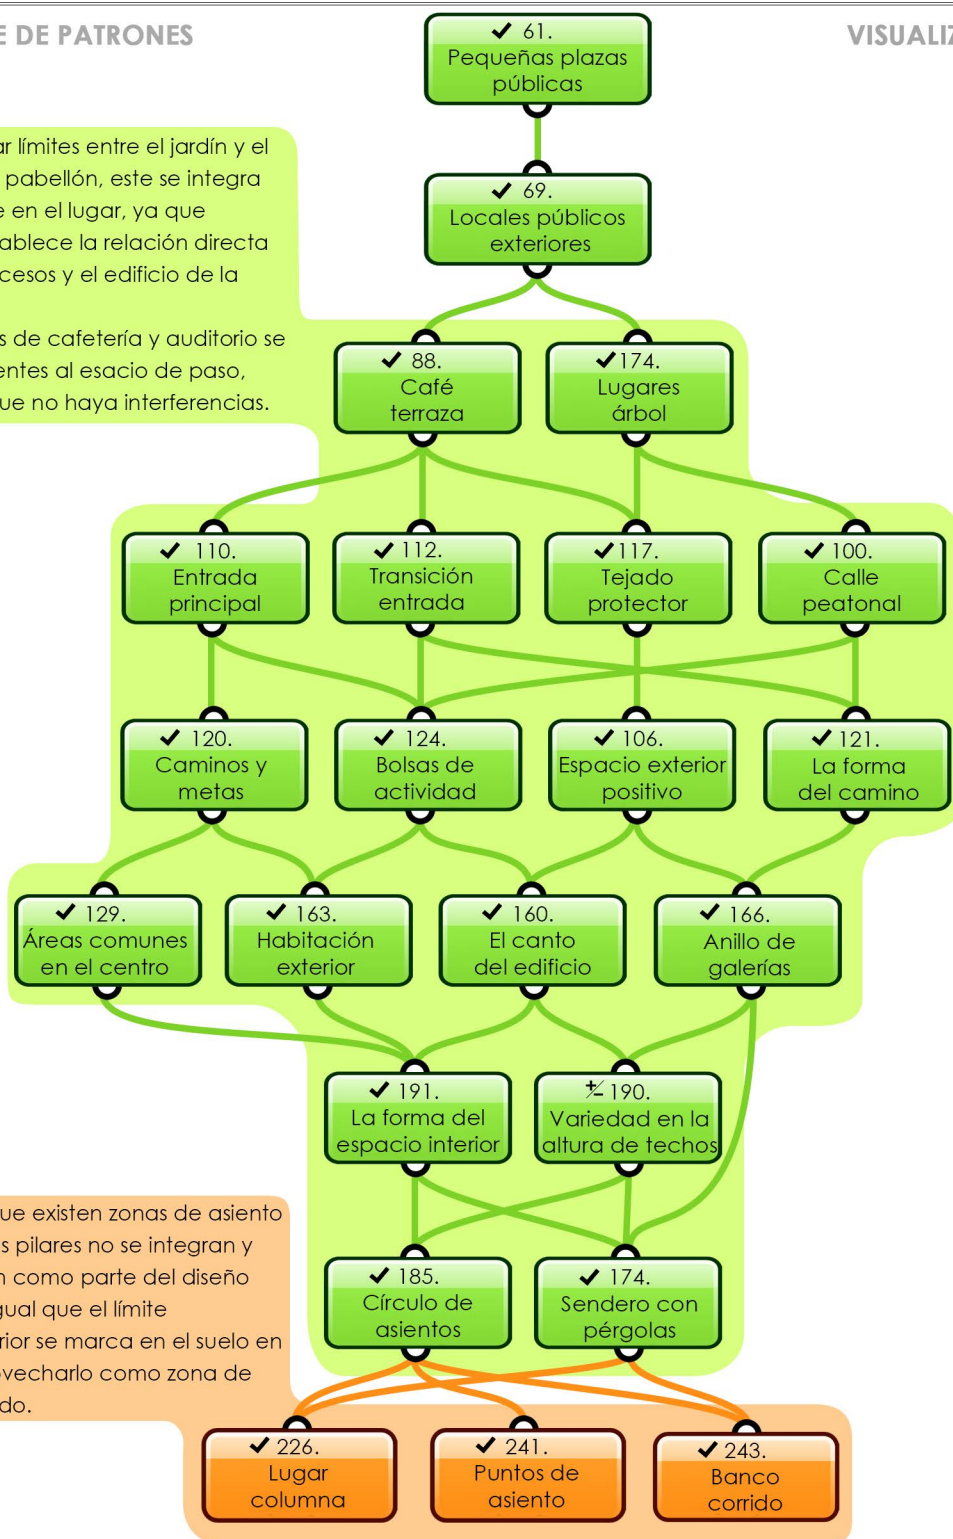 E DE PATRONES
VISUALIZ
✔ 61.
Pequeñas plazas
públicas
ar límites entre el jardín y el
pabellón, este se integra
e en el lugar, ya que
ablece la relación directa
cesos y el edificio de la
s de cafetería y auditorio se
entes al esacio de paso,
ue no haya interferencias.
✔ 69.
Locales públicos
exteriores
✔ 88.
Café
terraza
✔ 174.
Lugares
árbol
✔ 110.
Entrada
principal
✔ 112.
Transición
entrada
✔ 117.
Tejado
protector
✔ 100.
Calle
peatonal
✔ 120.
Caminos y
metas
✔ 124.
Bolsas de
actividad
✔ 106.
Espacio exterior
positivo
✔ 121.
La forma
del camino
✔ 129.
Áreas comunes
en el centro
✔ 163.
Habitación
exterior
✔ 160.
El canto
del edificio
✔ 166.
Anillo de
galerías
✔ 191.
La forma del
espacio interior
+⁄- 190.
Variedad en la
altura de techos
ue existen zonas de asiento
s pilares no se integran y
n como parte del diseño
gual que el límite
rior se marca en el suelo en
ovecharlo como zona de
do.
✔ 185.
Círculo de
asientos
✔ 174.
Sendero con
pérgolas
✔ 226.
Lugar
columna
✔ 241.
Puntos de
asiento
✔ 243.
Banco
corrido